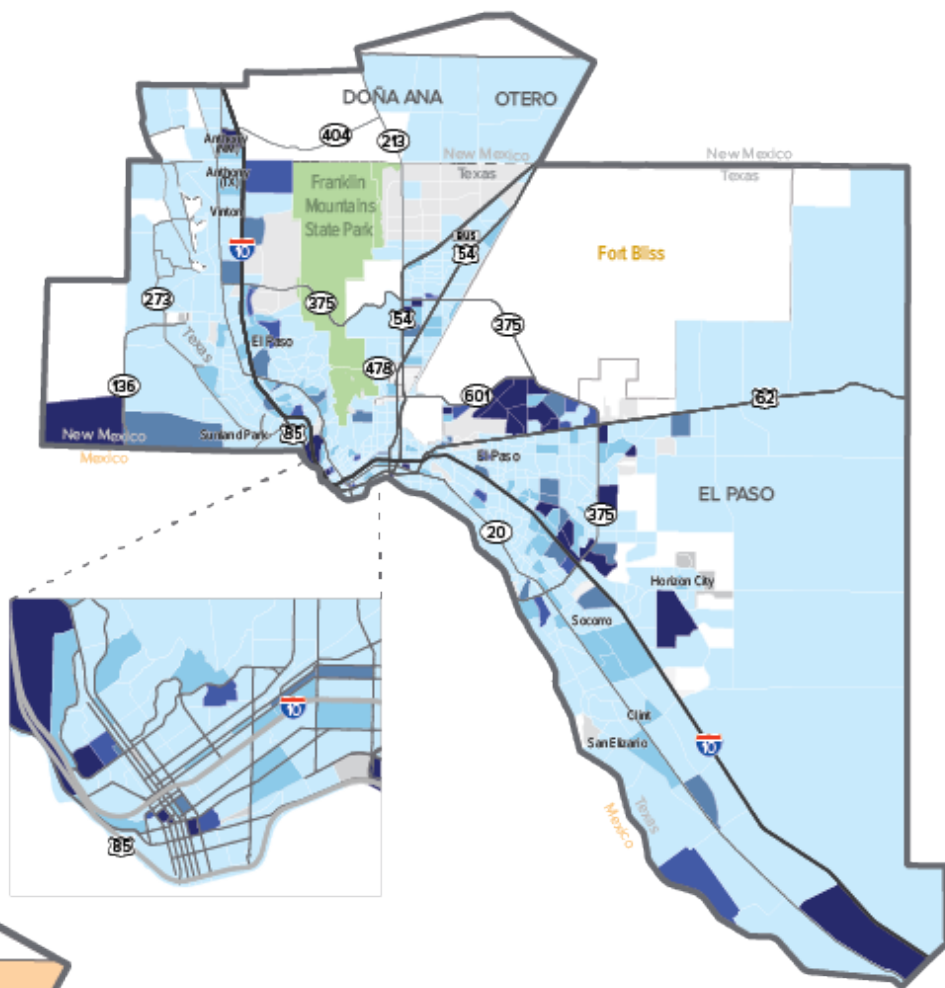 DOÑA ANA
OTERO
404
213
Anthony
(NM)
New Mexico
Texas
New Mexico
Texas
Anthony
(TX)
Franklin
Mountains
State Park
Vinton
BUS
54
10
Fort Bliss
273
375
54
375
Texas
El Paso
478
136
601
62
New Mexico
Mexico
Sunland Park
85
El Paso
EL PASO
375
20
Horizon City
Socorro
10
Clint
San Elizario
10
Texas
Mexico
85